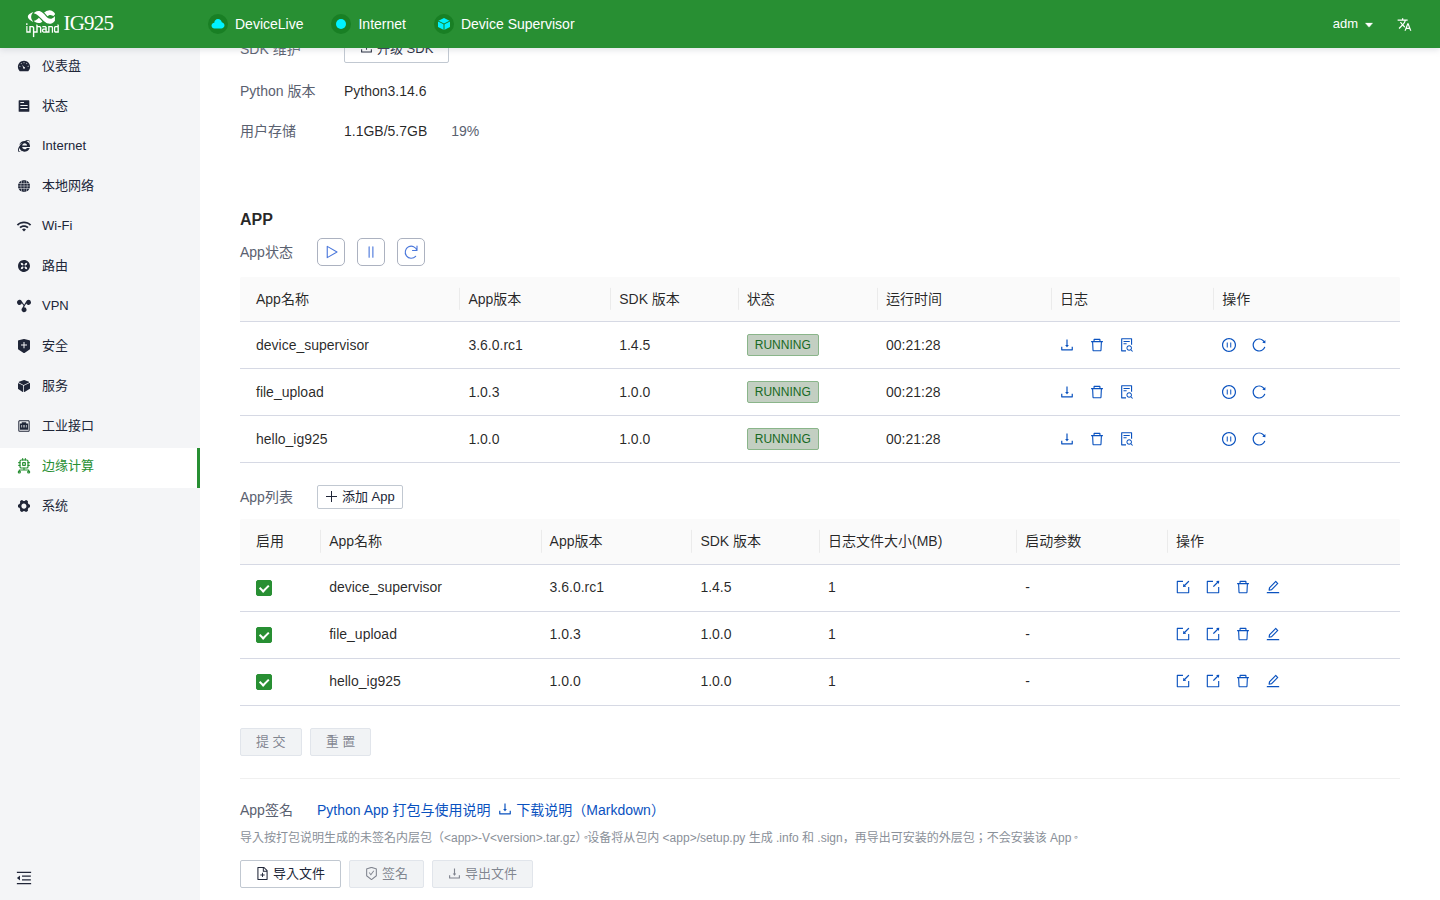 inhand IG925
DeviceLive
Internet
Device Supervisor
adm
仪表盘
状态
Internet
本地网络
Wi-Fi
路由
VPN
安全
服务
工业接口
边缘计算
系统
SDK 维护 升级 SDK
Python 版本 Python3.14.6
用户存储 1.1GB/5.7GB 19%
APP
App状态
App名称 App版本 SDK 版本 状态 运行时间 日志 操作
device_supervisor 3.6.0.rc1 1.4.5 RUNNING 00:21:28
file_upload 1.0.3 1.0.0 RUNNING 00:21:28
hello_ig925 1.0.0 1.0.0 RUNNING 00:21:28
App列表 添加 App
启用 App名称 App版本 SDK 版本 日志文件大小(MB) 启动参数 操作
device_supervisor 3.6.0.rc1 1.4.5 1 -
file_upload 1.0.3 1.0.0 1 -
hello_ig925 1.0.0 1.0.0 1 -
提交 重置
App签名 Python App 打包与使用说明 下载说明（Markdown）
导入按打包说明生成的未签名内层包（<app>-V<version>.tar.gz）。设备将从包内 <app>/setup.py 生成 .info 和 .sign，再导出可安装的外层包；不会安装该 App。
导入文件 签名 导出文件